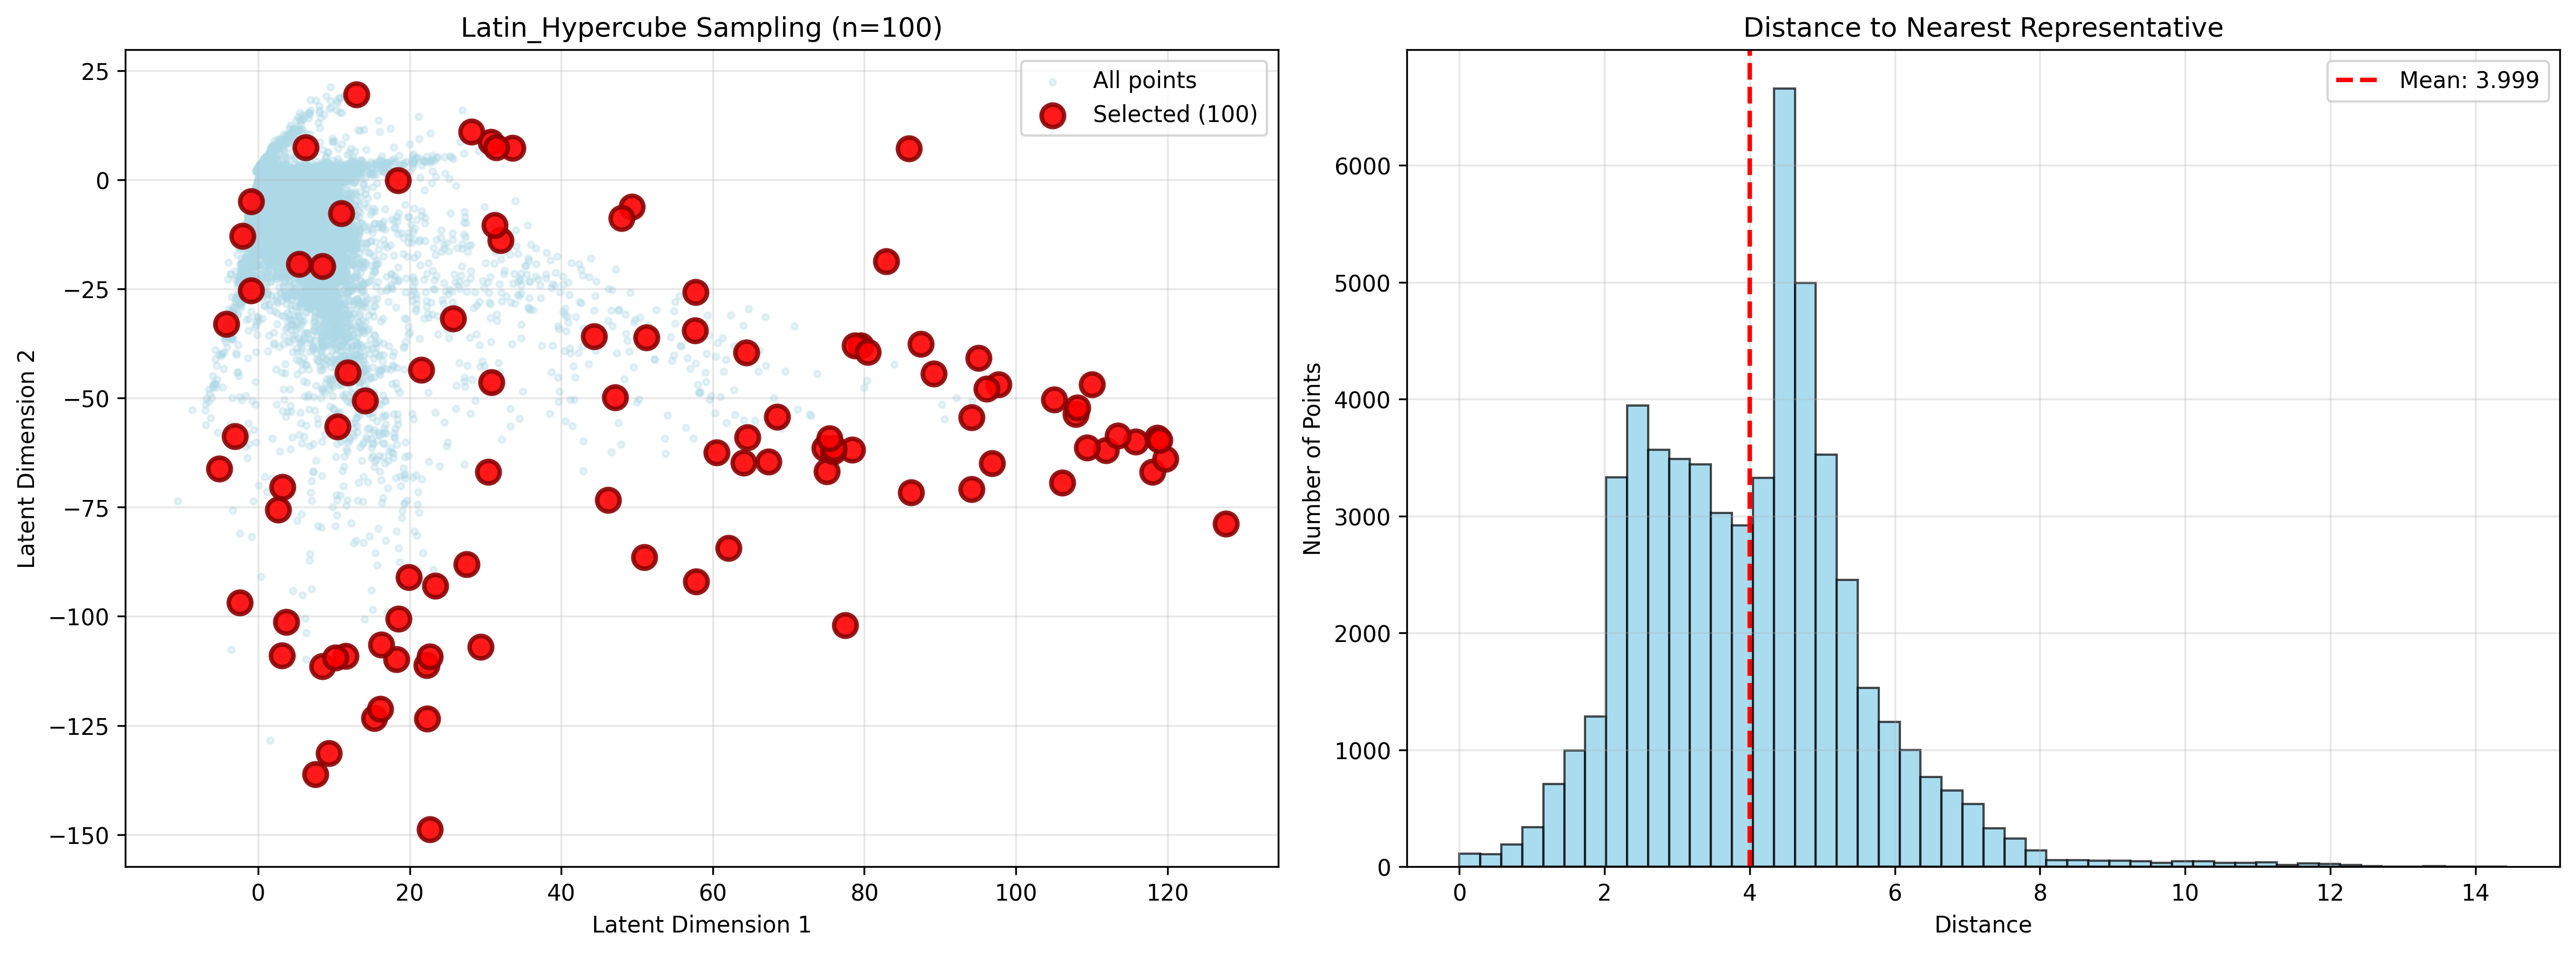 Latin_Hypercube Sampling (n=100)
All points
Selected (100)
25
0
−25
−50
−75
−100
−125
−150
Latent Dimension 2
0 20 40 60 80 100 120
Latent Dimension 1
Distance to Nearest Representative
Mean: 3.999
6000
5000
4000
3000
2000
1000
0
Number of Points
0 2 4 6 8 10 12 14
Distance